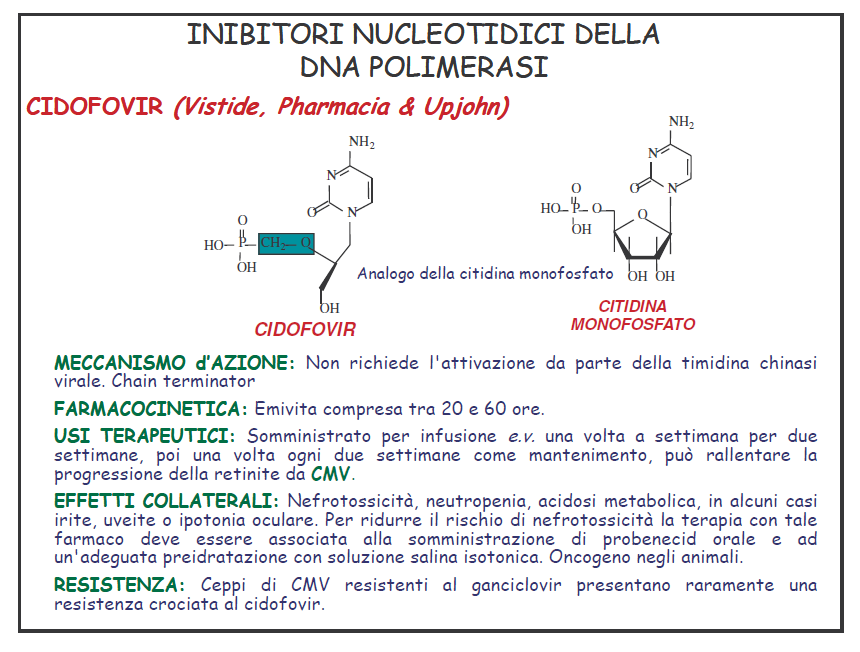 INIBITORI NUCLEOTIDICI DELLA
DNA POLIMERASI
CIDOFOVIR (Vistide, Pharmacia & Upjohn)
NH2
N
O
N
O
HO
P
CH2
O
OH
OH
CIDOFOVIR
Analogo della citidina monofosfato
NH2
N
O
N
O
HO
P
O
O
OH
OH
OH
CITIDINA
MONOFOSFATO
MECCANISMO d'AZIONE: Non richiede l'attivazione da parte della timidina chinasi
virale. Chain terminator
FARMACOCINETICA: Emivita compresa tra 20 e 60 ore.
USI TERAPEUTICI: Somministrato per infusione e.v. una volta a settimana per due
settimane, poi una volta ogni due settimane come mantenimento, può rallentare la
progressione della retinite da CMV.
EFFETTI COLLATERALI: Nefrotossicità, neutropenia, acidosi metabolica, in alcuni casi
irite, uveite o ipotonia oculare. Per ridurre il rischio di nefrotossicità la terapia con tale
farmaco deve essere associata alla somministrazione di probenecid orale e ad
un'adeguata preidratazione con soluzione salina isotonica. Oncogeno negli animali.
RESISTENZA: Ceppi di CMV resistenti al ganciclovir presentano raramente una
resistenza crociata al cidofovir.